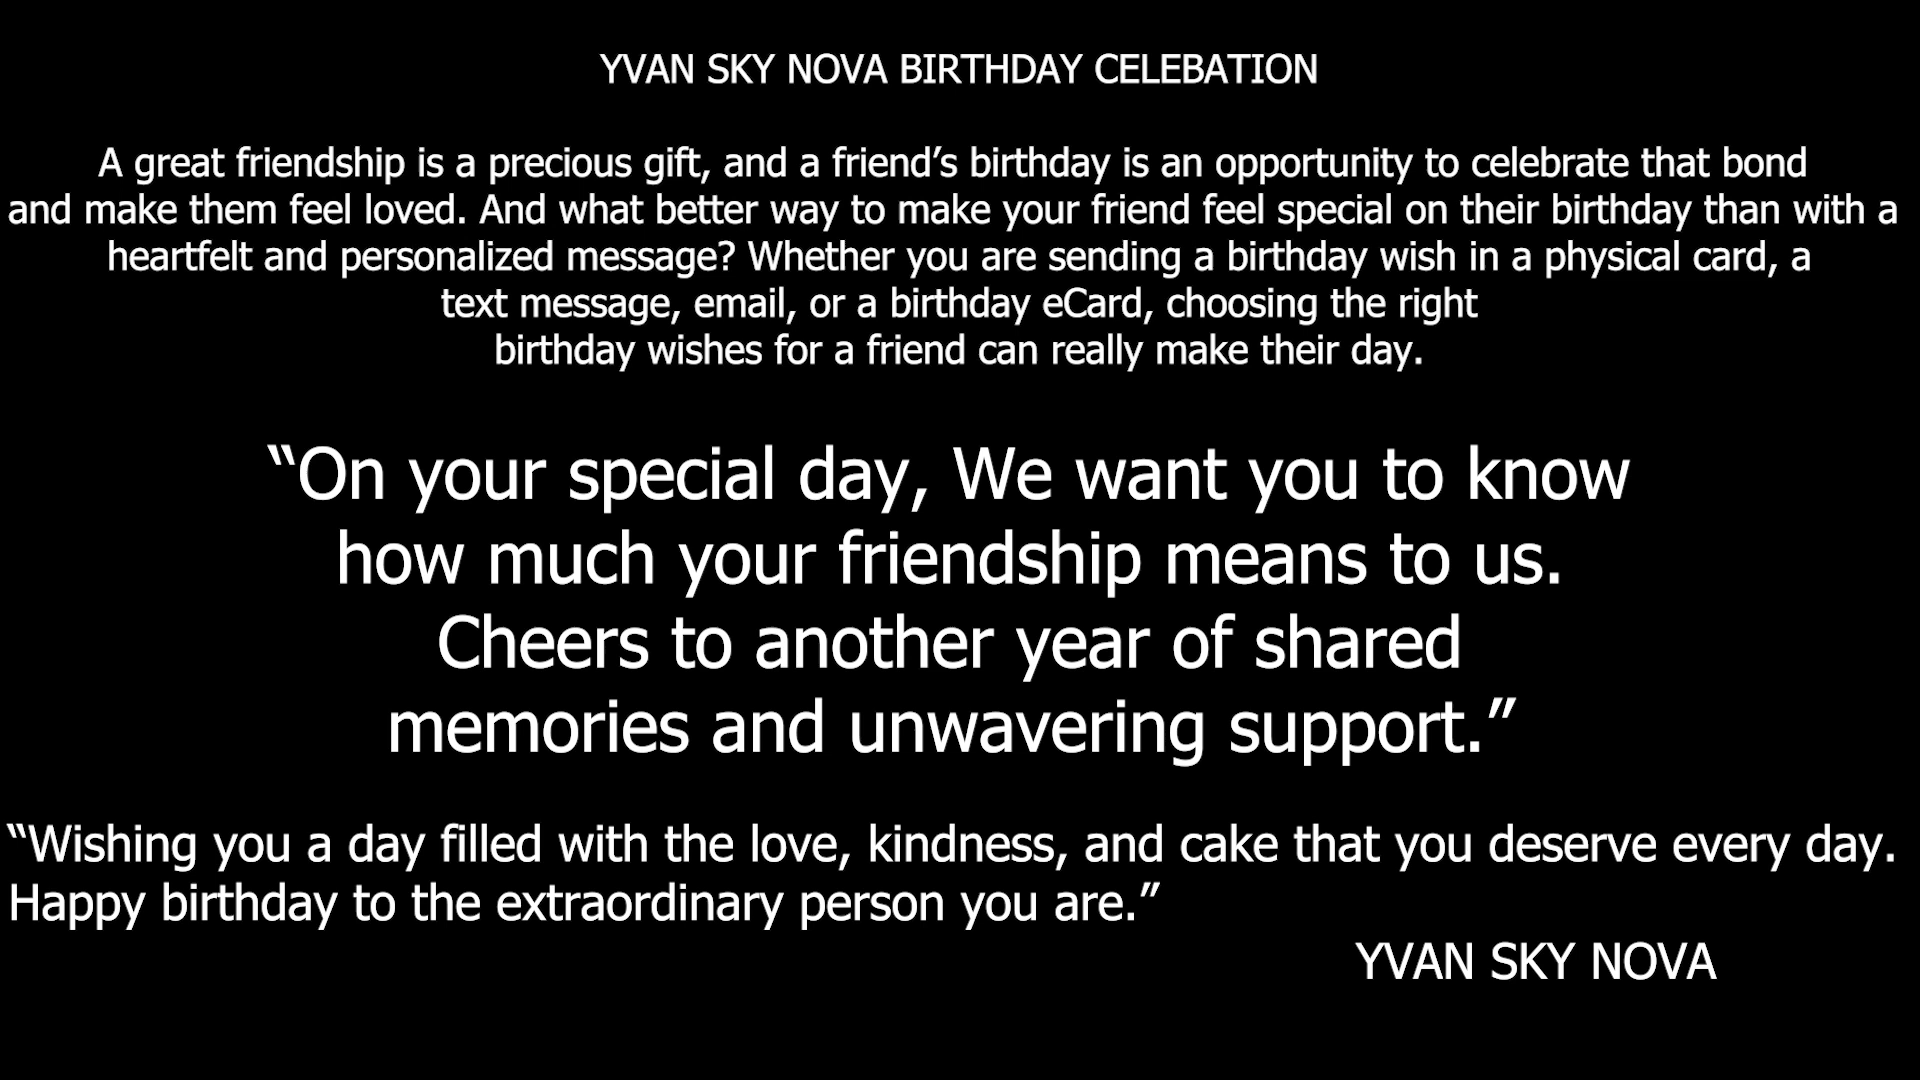 YVAN SKY NOVA BIRTHDAY CELEBATION
A great friendship is a precious gift, and a friend’s birthday is an opportunity to celebrate that bond
and make them feel loved. And what better way to make your friend feel special on their birthday than with a
heartfelt and personalized message? Whether you are sending a birthday wish in a physical card, a
text message, email, or a birthday eCard, choosing the right
birthday wishes for a friend can really make their day.
“On your special day, We want you to know
how much your friendship means to us.
Cheers to another year of shared
memories and unwavering support.”
“Wishing you a day filled with the love, kindness, and cake that you deserve every day.
Happy birthday to the extraordinary person you are.”
YVAN SKY NOVA